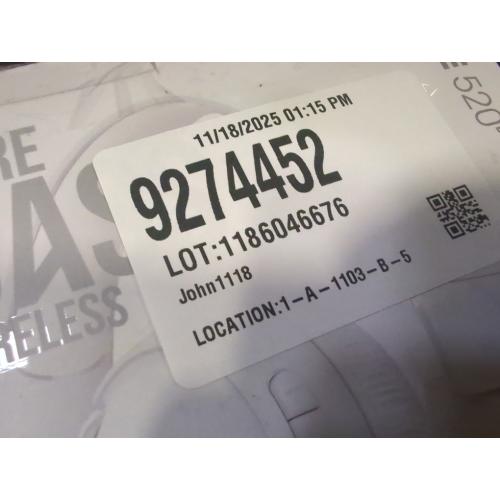 11/18/2025 01:15 PM
9274452
LOT:1186046676
John1118
LOCATION:1-A-1103-B-5
RE
AS
RELESS
520